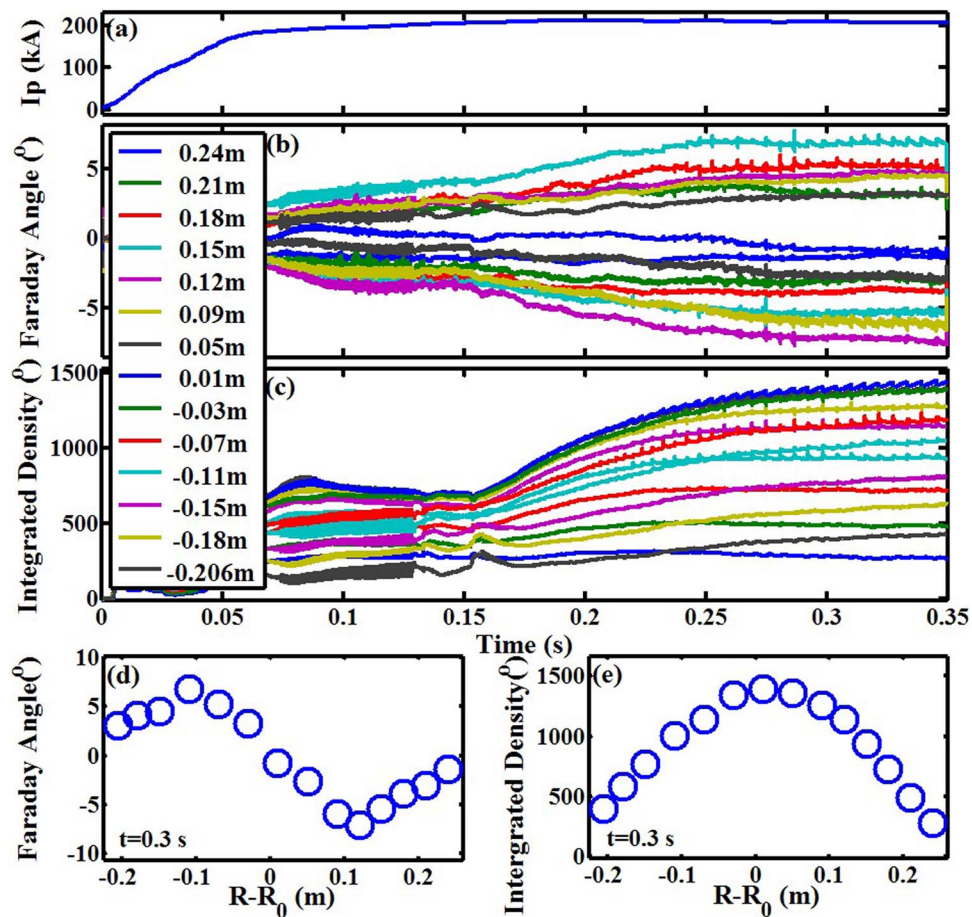 (a)
Ip (kA)
200
100
0
(b)
Faraday Angle (°)
5
0
-5
0.24m
0.21m
0.18m
0.15m
0.12m
0.09m
0.05m
0.01m
-0.03m
-0.07m
-0.11m
-0.15m
-0.18m
-0.206m
(c)
Integrated Density (°)
1500
1000
500
0
0 0.05 0.1 0.15 0.2 0.25 0.3 0.35
Time (s)
(d)
Faraday Angle(°)
10
5
0
-5
-10
t=0.3 s
-0.2 -0.1 0 0.1 0.2
R-R0 (m)
(e)
Intergrated Density(°)
1500
1000
500
0
t=0.3 s
-0.2 -0.1 0 0.1 0.2
R-R0 (m)